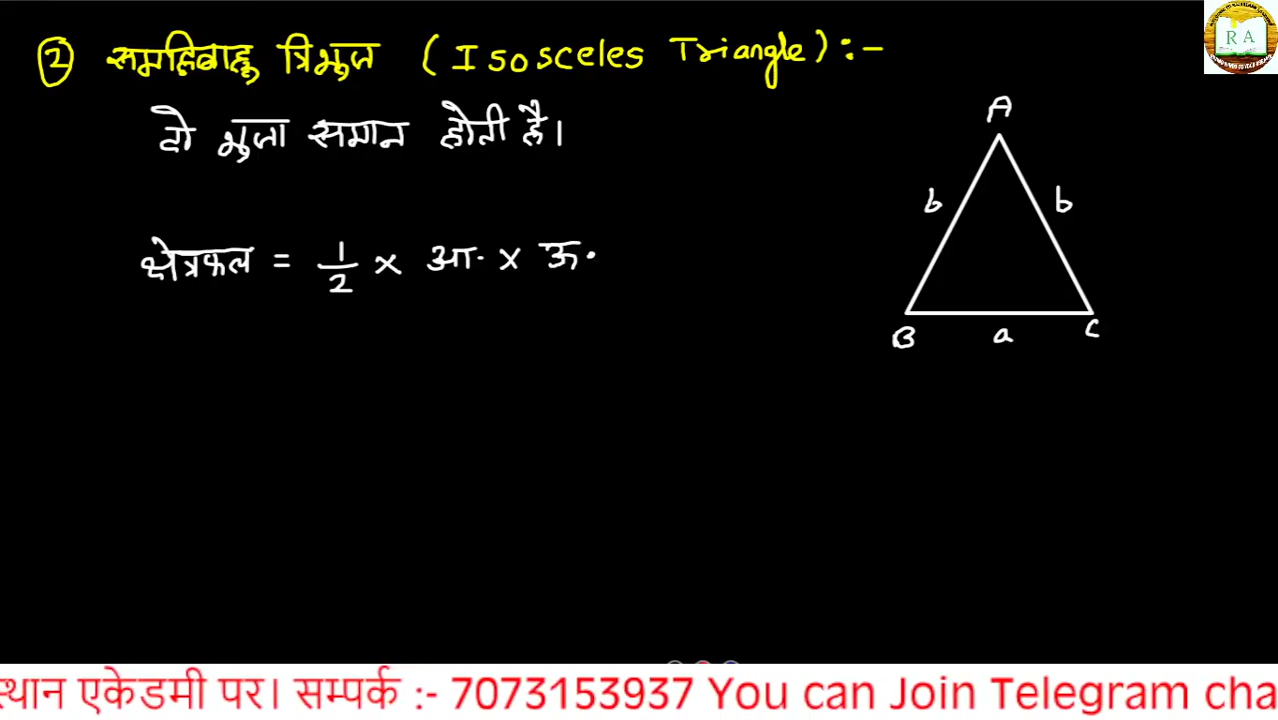 ② समद्विबाहु त्रिभुज ( Isosceles Triangle ) :-
दो भुजा समान होती है।
क्षेत्रफल = 1/2 × आ. × ऊ.
A
b b
B a C
R A
स्थान एकेडमी पर। सम्पर्क :- 7073153937 You can Join Telegram cha